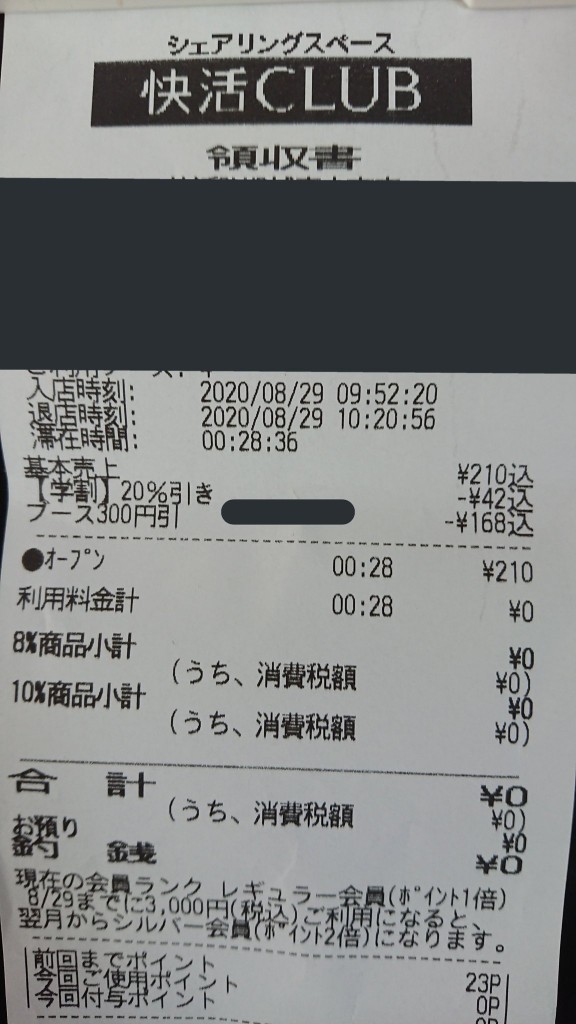 シェアリングスペース
快活CLUB
領収書
入店時刻: 2020/08/29 09:52:20
退店時刻: 2020/08/29 10:20:56
滞在時間: 00:28:36
基本売上 ¥210込
【学割】20%引き -¥42込
ブース300円引 -¥168込
●オープン 00:28 ¥210
利用料金計 00:28 ¥0
8%商品小計 ¥0
(うち、消費税額 ¥0)
10%商品小計 ¥0
(うち、消費税額 ¥0)
合 計 ¥0
(うち、消費税額 ¥0)
お預り ¥0
釣 銭 ¥0
現在の会員ランク レギュラー会員(ポイント1倍)
8/29までに3,000円(税込)ご利用になると、
翌月からシルバー会員(ポイント2倍)になります。
前回までポイント 23P
今回ご使用ポイント 0P
今回付与ポイント 0P